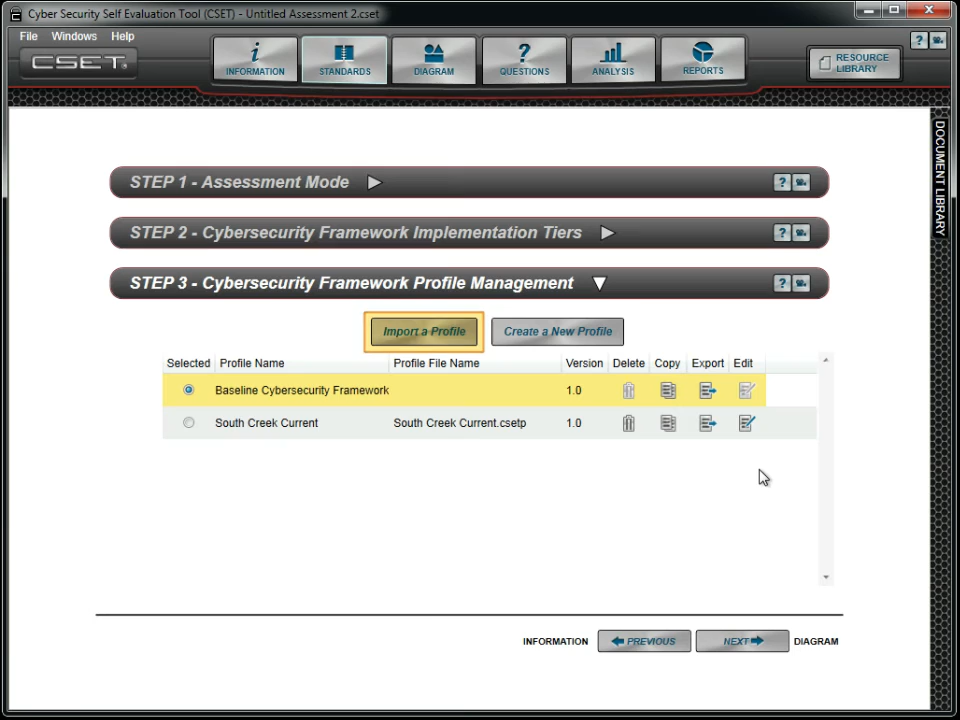 Cyber Security Self Evaluation Tool (CSET) - Untitled Assessment 2.cset
File Windows Help
CSET
INFORMATION
STANDARDS
DIAGRAM
QUESTIONS
ANALYSIS
REPORTS
RESOURCE
LIBRARY
DOCUMENT LIBRARY
STEP 1 - Assessment Mode
STEP 2 - Cybersecurity Framework Implementation Tiers
STEP 3 - Cybersecurity Framework Profile Management
Import a Profile Create a New Profile
Selected Profile Name Profile File Name Version Delete Copy Export Edit
Baseline Cybersecurity Framework 1.0
South Creek Current South Creek Current.csetp 1.0
INFORMATION PREVIOUS NEXT DIAGRAM